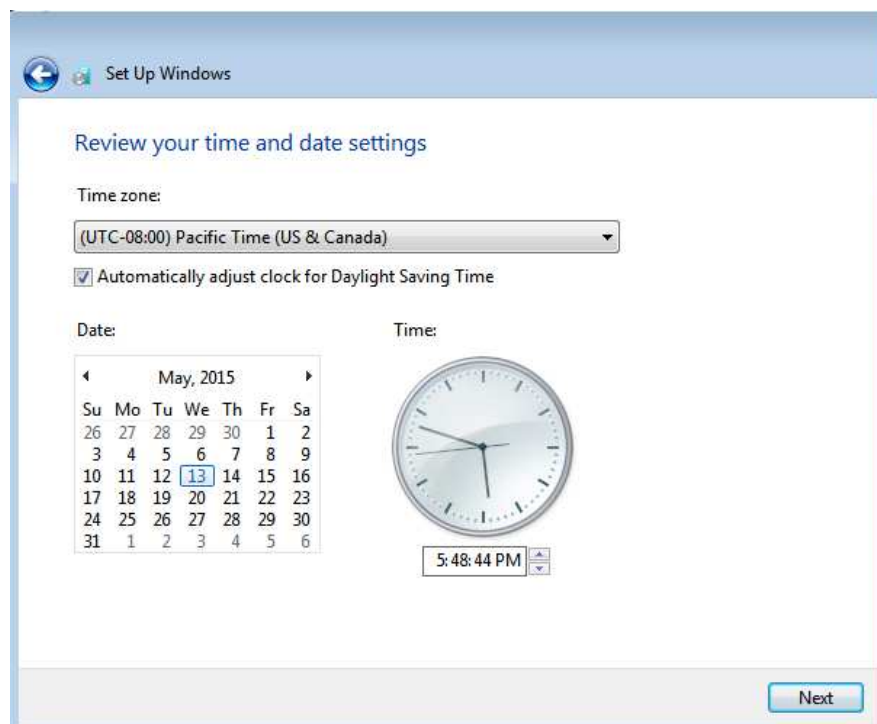 Set Up Windows
Review your time and date settings
Time zone:
(UTC-08:00) Pacific Time (US & Canada)
Automatically adjust clock for Daylight Saving Time
Date:
Time:
May, 2015
Su Mo Tu We Th Fr Sa
26 27 28 29 30 1 2
3 4 5 6 7 8 9
10 11 12 13 14 15 16
17 18 19 20 21 22 23
24 25 26 27 28 29 30
31 1 2 3 4 5 6
5:48:44 PM
Next